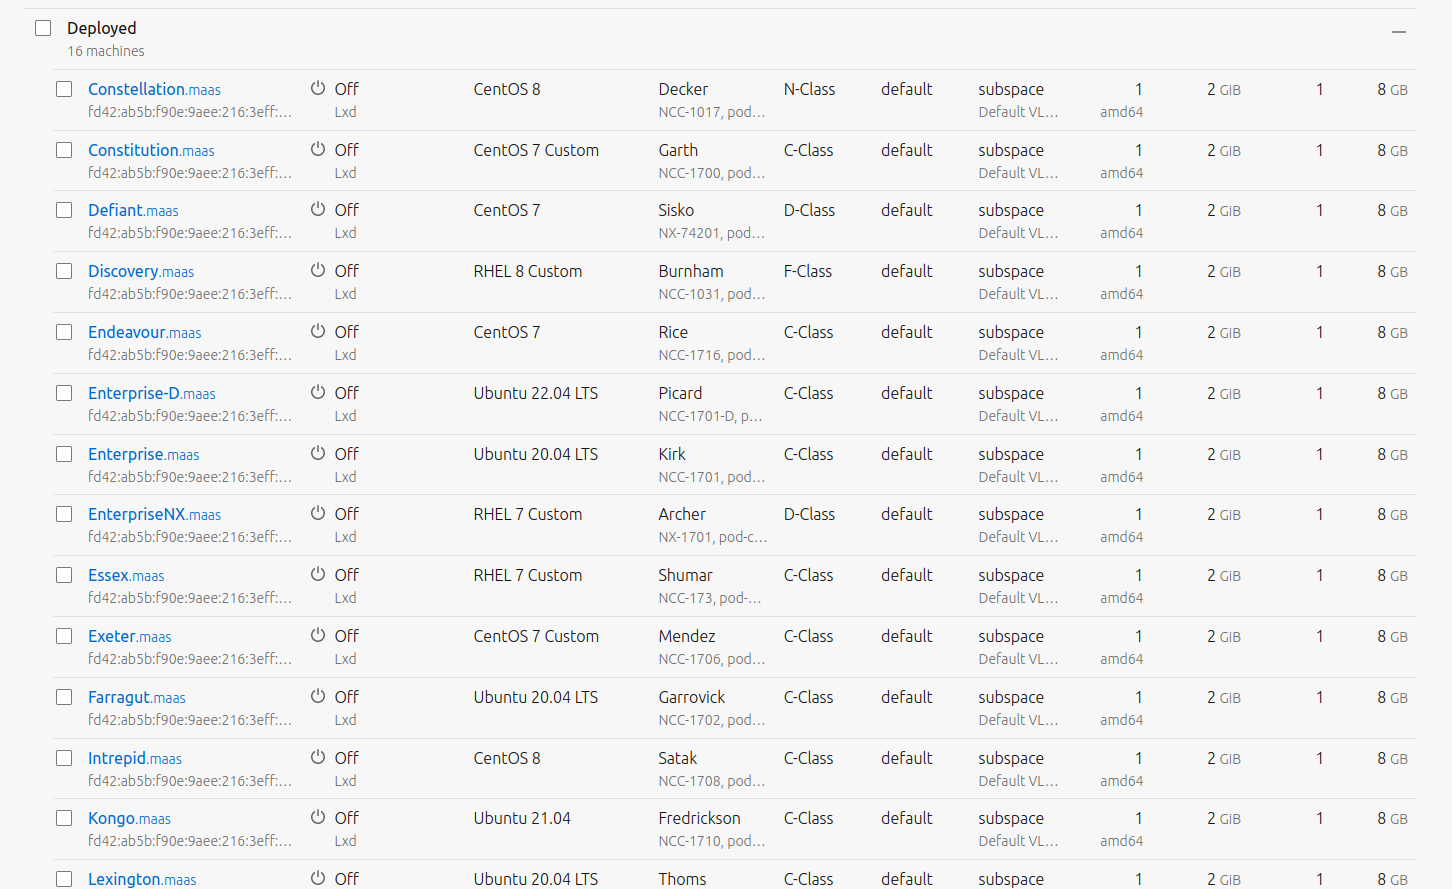 Deployed
16 machines
Constellation.maas Off CentOS 8 Decker N-Class default subspace 1 2 GiB 1 8 GB
fd42:ab5b:f90e:9aee:216:3eff:… Lxd NCC-1017, pod… Default VL… amd64
Constitution.maas Off CentOS 7 Custom Garth C-Class default subspace 1 2 GiB 1 8 GB
fd42:ab5b:f90e:9aee:216:3eff:… Lxd NCC-1700, pod… Default VL… amd64
Defiant.maas Off CentOS 7 Sisko D-Class default subspace 1 2 GiB 1 8 GB
fd42:ab5b:f90e:9aee:216:3eff:… Lxd NX-74201, pod… Default VL… amd64
Discovery.maas Off RHEL 8 Custom Burnham F-Class default subspace 1 2 GiB 1 8 GB
fd42:ab5b:f90e:9aee:216:3eff:… Lxd NCC-1031, pod… Default VL… amd64
Endeavour.maas Off CentOS 7 Rice C-Class default subspace 1 2 GiB 1 8 GB
fd42:ab5b:f90e:9aee:216:3eff:… Lxd NCC-1716, pod… Default VL… amd64
Enterprise-D.maas Off Ubuntu 22.04 LTS Picard C-Class default subspace 1 2 GiB 1 8 GB
fd42:ab5b:f90e:9aee:216:3eff:… Lxd NCC-1701-D, p… Default VL… amd64
Enterprise.maas Off Ubuntu 20.04 LTS Kirk C-Class default subspace 1 2 GiB 1 8 GB
fd42:ab5b:f90e:9aee:216:3eff:… Lxd NCC-1701, pod… Default VL… amd64
EnterpriseNX.maas Off RHEL 7 Custom Archer D-Class default subspace 1 2 GiB 1 8 GB
fd42:ab5b:f90e:9aee:216:3eff:… Lxd NX-1701, pod-c… Default VL… amd64
Essex.maas Off RHEL 7 Custom Shumar C-Class default subspace 1 2 GiB 1 8 GB
fd42:ab5b:f90e:9aee:216:3eff:… Lxd NCC-173, pod-… Default VL… amd64
Exeter.maas Off CentOS 7 Custom Mendez C-Class default subspace 1 2 GiB 1 8 GB
fd42:ab5b:f90e:9aee:216:3eff:… Lxd NCC-1706, pod… Default VL… amd64
Farragut.maas Off Ubuntu 20.04 LTS Garrovick C-Class default subspace 1 2 GiB 1 8 GB
fd42:ab5b:f90e:9aee:216:3eff:… Lxd NCC-1702, pod… Default VL… amd64
Intrepid.maas Off CentOS 8 Satak C-Class default subspace 1 2 GiB 1 8 GB
fd42:ab5b:f90e:9aee:216:3eff:… Lxd NCC-1708, pod… Default VL… amd64
Kongo.maas Off Ubuntu 21.04 Fredrickson C-Class default subspace 1 2 GiB 1 8 GB
fd42:ab5b:f90e:9aee:216:3eff:… Lxd NCC-1710, pod… Default VL… amd64
Lexington.maas Off Ubuntu 20.04 LTS Thoms C-Class default subspace 1 2 GiB 1 8 GB